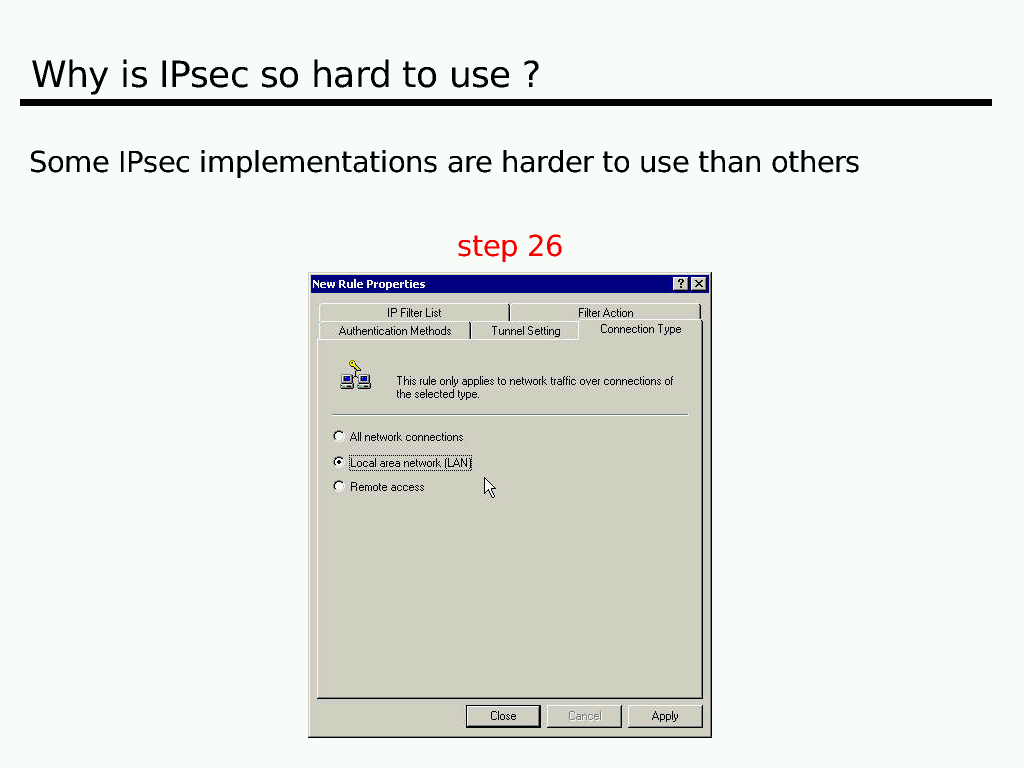 Why is IPsec so hard to use ?
Some IPsec implementations are harder to use than others
step 26
New Rule Properties
IP Filter List
Filter Action
Authentication Methods
Tunnel Setting
Connection Type
This rule only applies to network traffic over connections of
the selected type.
All network connections
Local area network (LAN)
Remote access
Close
Cancel
Apply